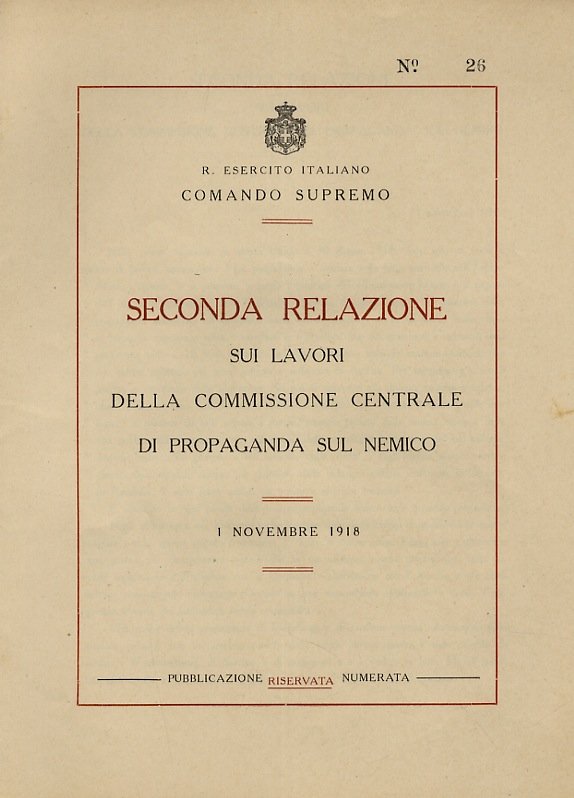 Nº 26
R. ESERCITO ITALIANO
COMANDO SUPREMO
SECONDA RELAZIONE
SUI LAVORI
DELLA COMMISSIONE CENTRALE
DI PROPAGANDA SUL NEMICO
1 NOVEMBRE 1918
PUBBLICAZIONE RISERVATA NUMERATA